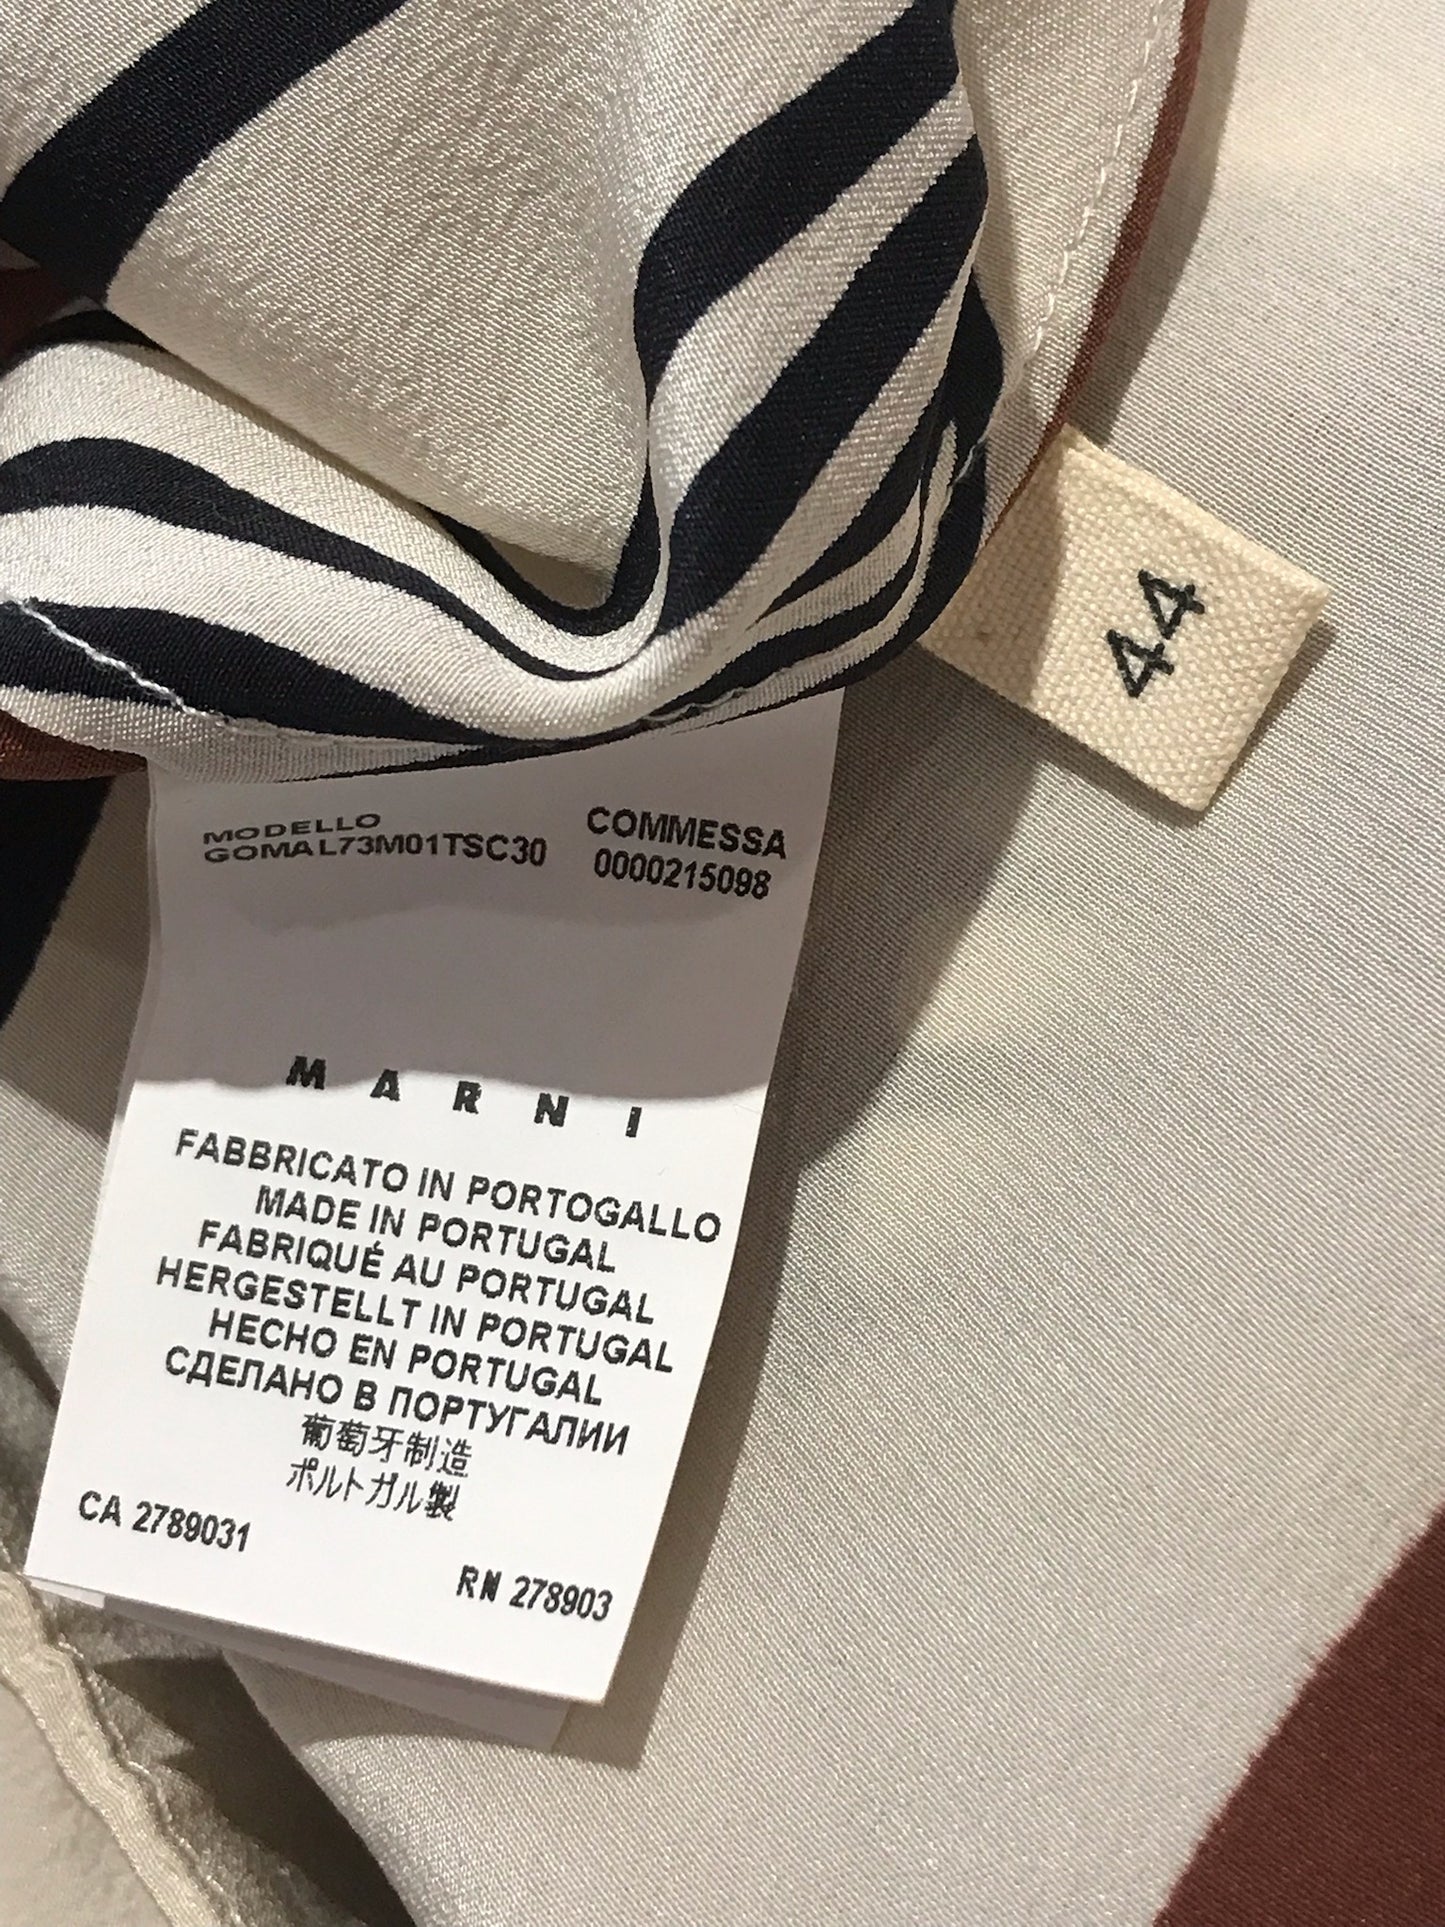 44
MODELLO
GOMAL73M01TSC30
COMMESSA
0000215098
MARNI
FABBRICATO IN PORTOGALLO
MADE IN PORTUGAL
FABRIQUÉ AU PORTUGAL
HERGESTELLT IN PORTUGAL
HECHO EN PORTUGAL
СДЕЛАНО В ПОРТУГАЛИИ
葡萄牙制造
ポルトガル製
CA 2789031
RN 278903